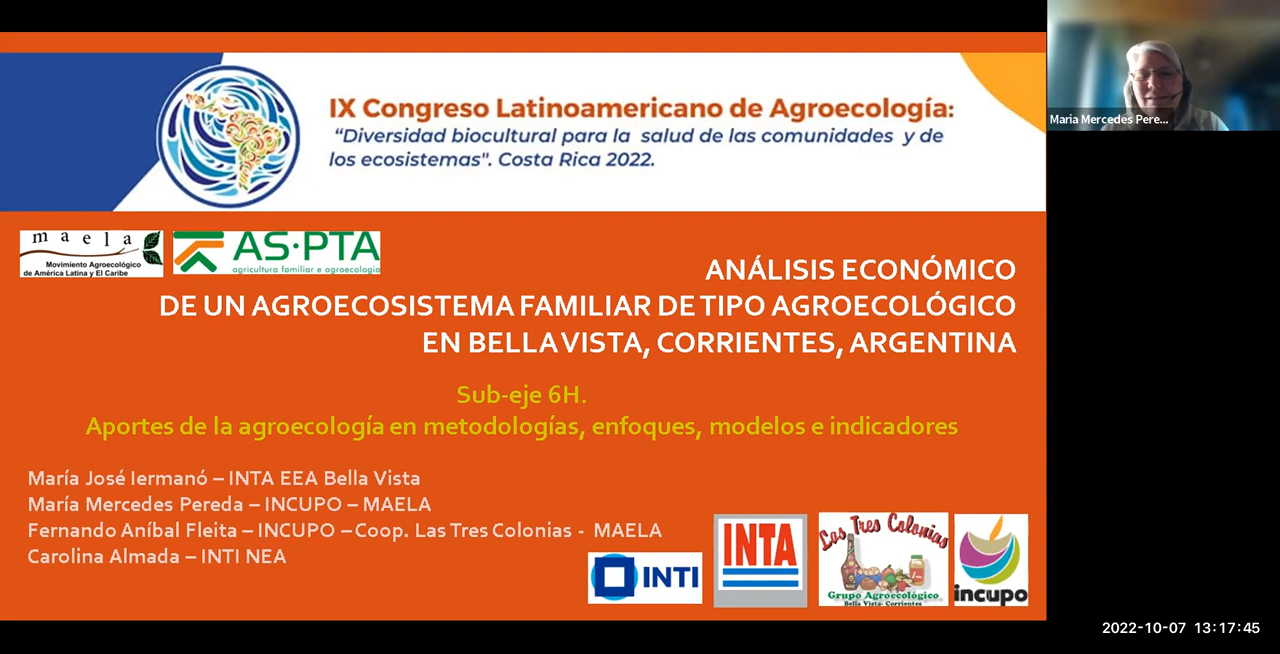 IX Congreso Latinoamericano de Agroecología:
“Diversidad biocultural para la salud de las comunidades y de
los ecosistemas". Costa Rica 2022.
Maria Mercedes Pere...
maela
Movimiento Agroecológico
de América Latina y El Caribe
AS·PTA
agricultura familiar e agroecologia
ANÁLISIS ECONÓMICO
DE UN AGROECOSISTEMA FAMILIAR DE TIPO AGROECOLÓGICO
EN BELLA VISTA, CORRIENTES, ARGENTINA
Sub-eje 6H.
Aportes de la agroecología en metodologías, enfoques, modelos e indicadores
María José Iermanó – INTA EEA Bella Vista
María Mercedes Pereda – INCUPO – MAELA
Fernando Aníbal Fleita – INCUPO – Coop. Las Tres Colonias - MAELA
Carolina Almada – INTI NEA
INTI
INTA
Las Tres Colonias
Grupo Agroecológico
Bella Vista- Corrientes
incupo
2022-10-07 13:17:45